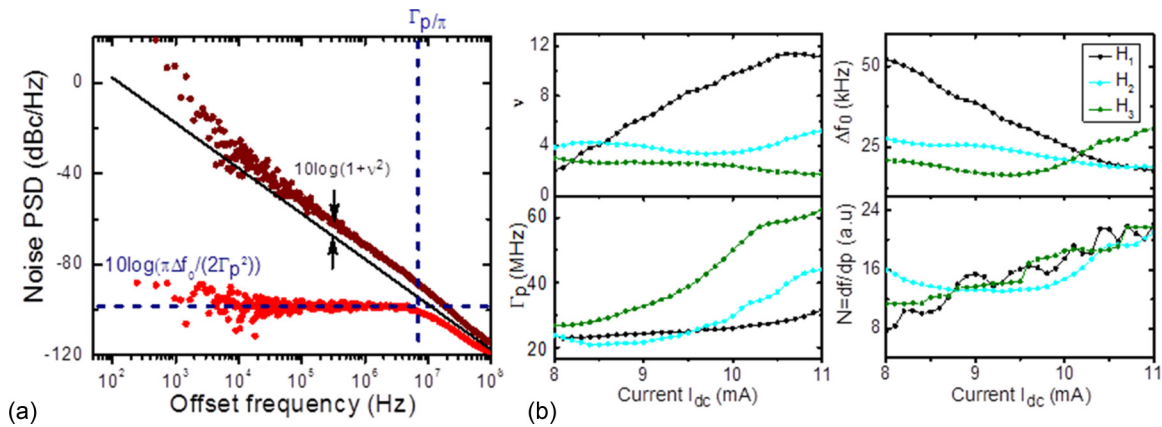 Γp/π
Noise PSD (dBc/Hz)
0
-40
-80
-120
10log(1+ν²)
10log(πΔf₀/(2Γp²))
10² 10³ 10⁴ 10⁵ 10⁶ 10⁷ 10⁸
Offset frequency (Hz)
(a)
ν
12
8
4
0
Δf₀ (kHz)
50
25
0
H₁
H₂
H₃
Γp (MHz)
60
40
20
8 9 10 11
Current Idc (mA)
N=df/dp (a.u)
24
16
8
8 9 10 11
Current Idc (mA)
(b)